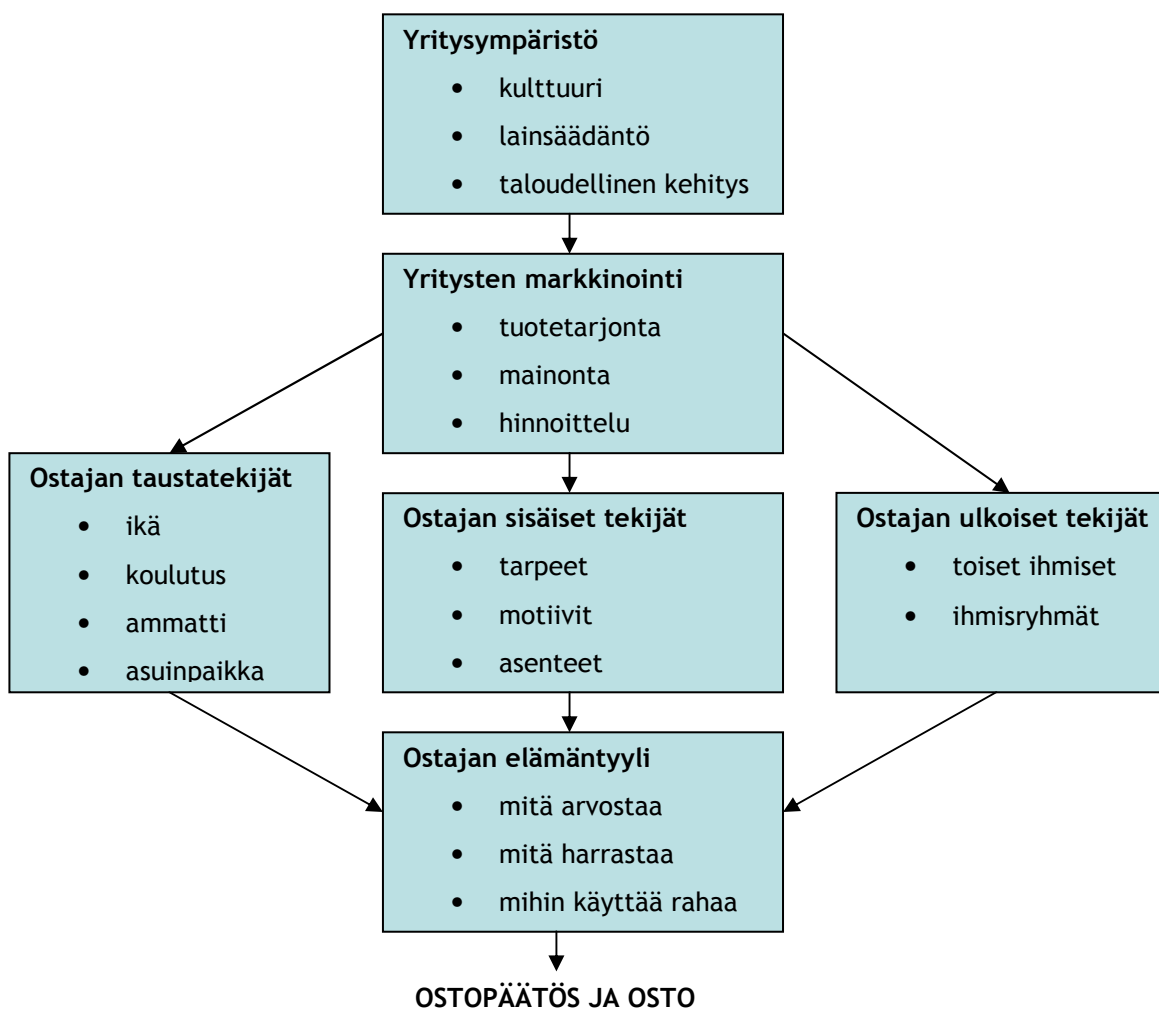 Yritysympäristö
• kulttuuri
• lainsäädäntö
• taloudellinen kehitys
Yritysten markkinointi
• tuotetarjonta
• mainonta
• hinnoittelu
Ostajan taustatekijät
• ikä
• koulutus
• ammatti
• asuinpaikka
Ostajan sisäiset tekijät
• tarpeet
• motiivit
• asenteet
Ostajan ulkoiset tekijät
• toiset ihmiset
• ihmisryhmät
Ostajan elämäntyyli
• mitä arvostaa
• mitä harrastaa
• mihin käyttää rahaa
OSTOPÄÄTÖS JA OSTO